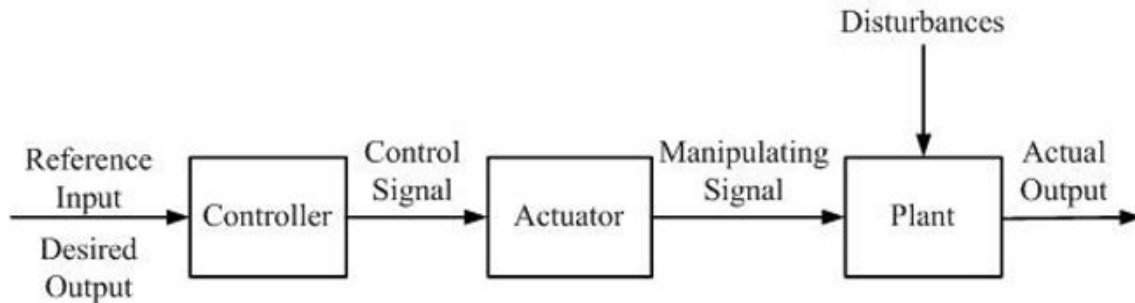 Disturbances
Reference
Input
Desired
Output
Controller
Control
Signal
Actuator
Manipulating
Signal
Plant
Actual
Output